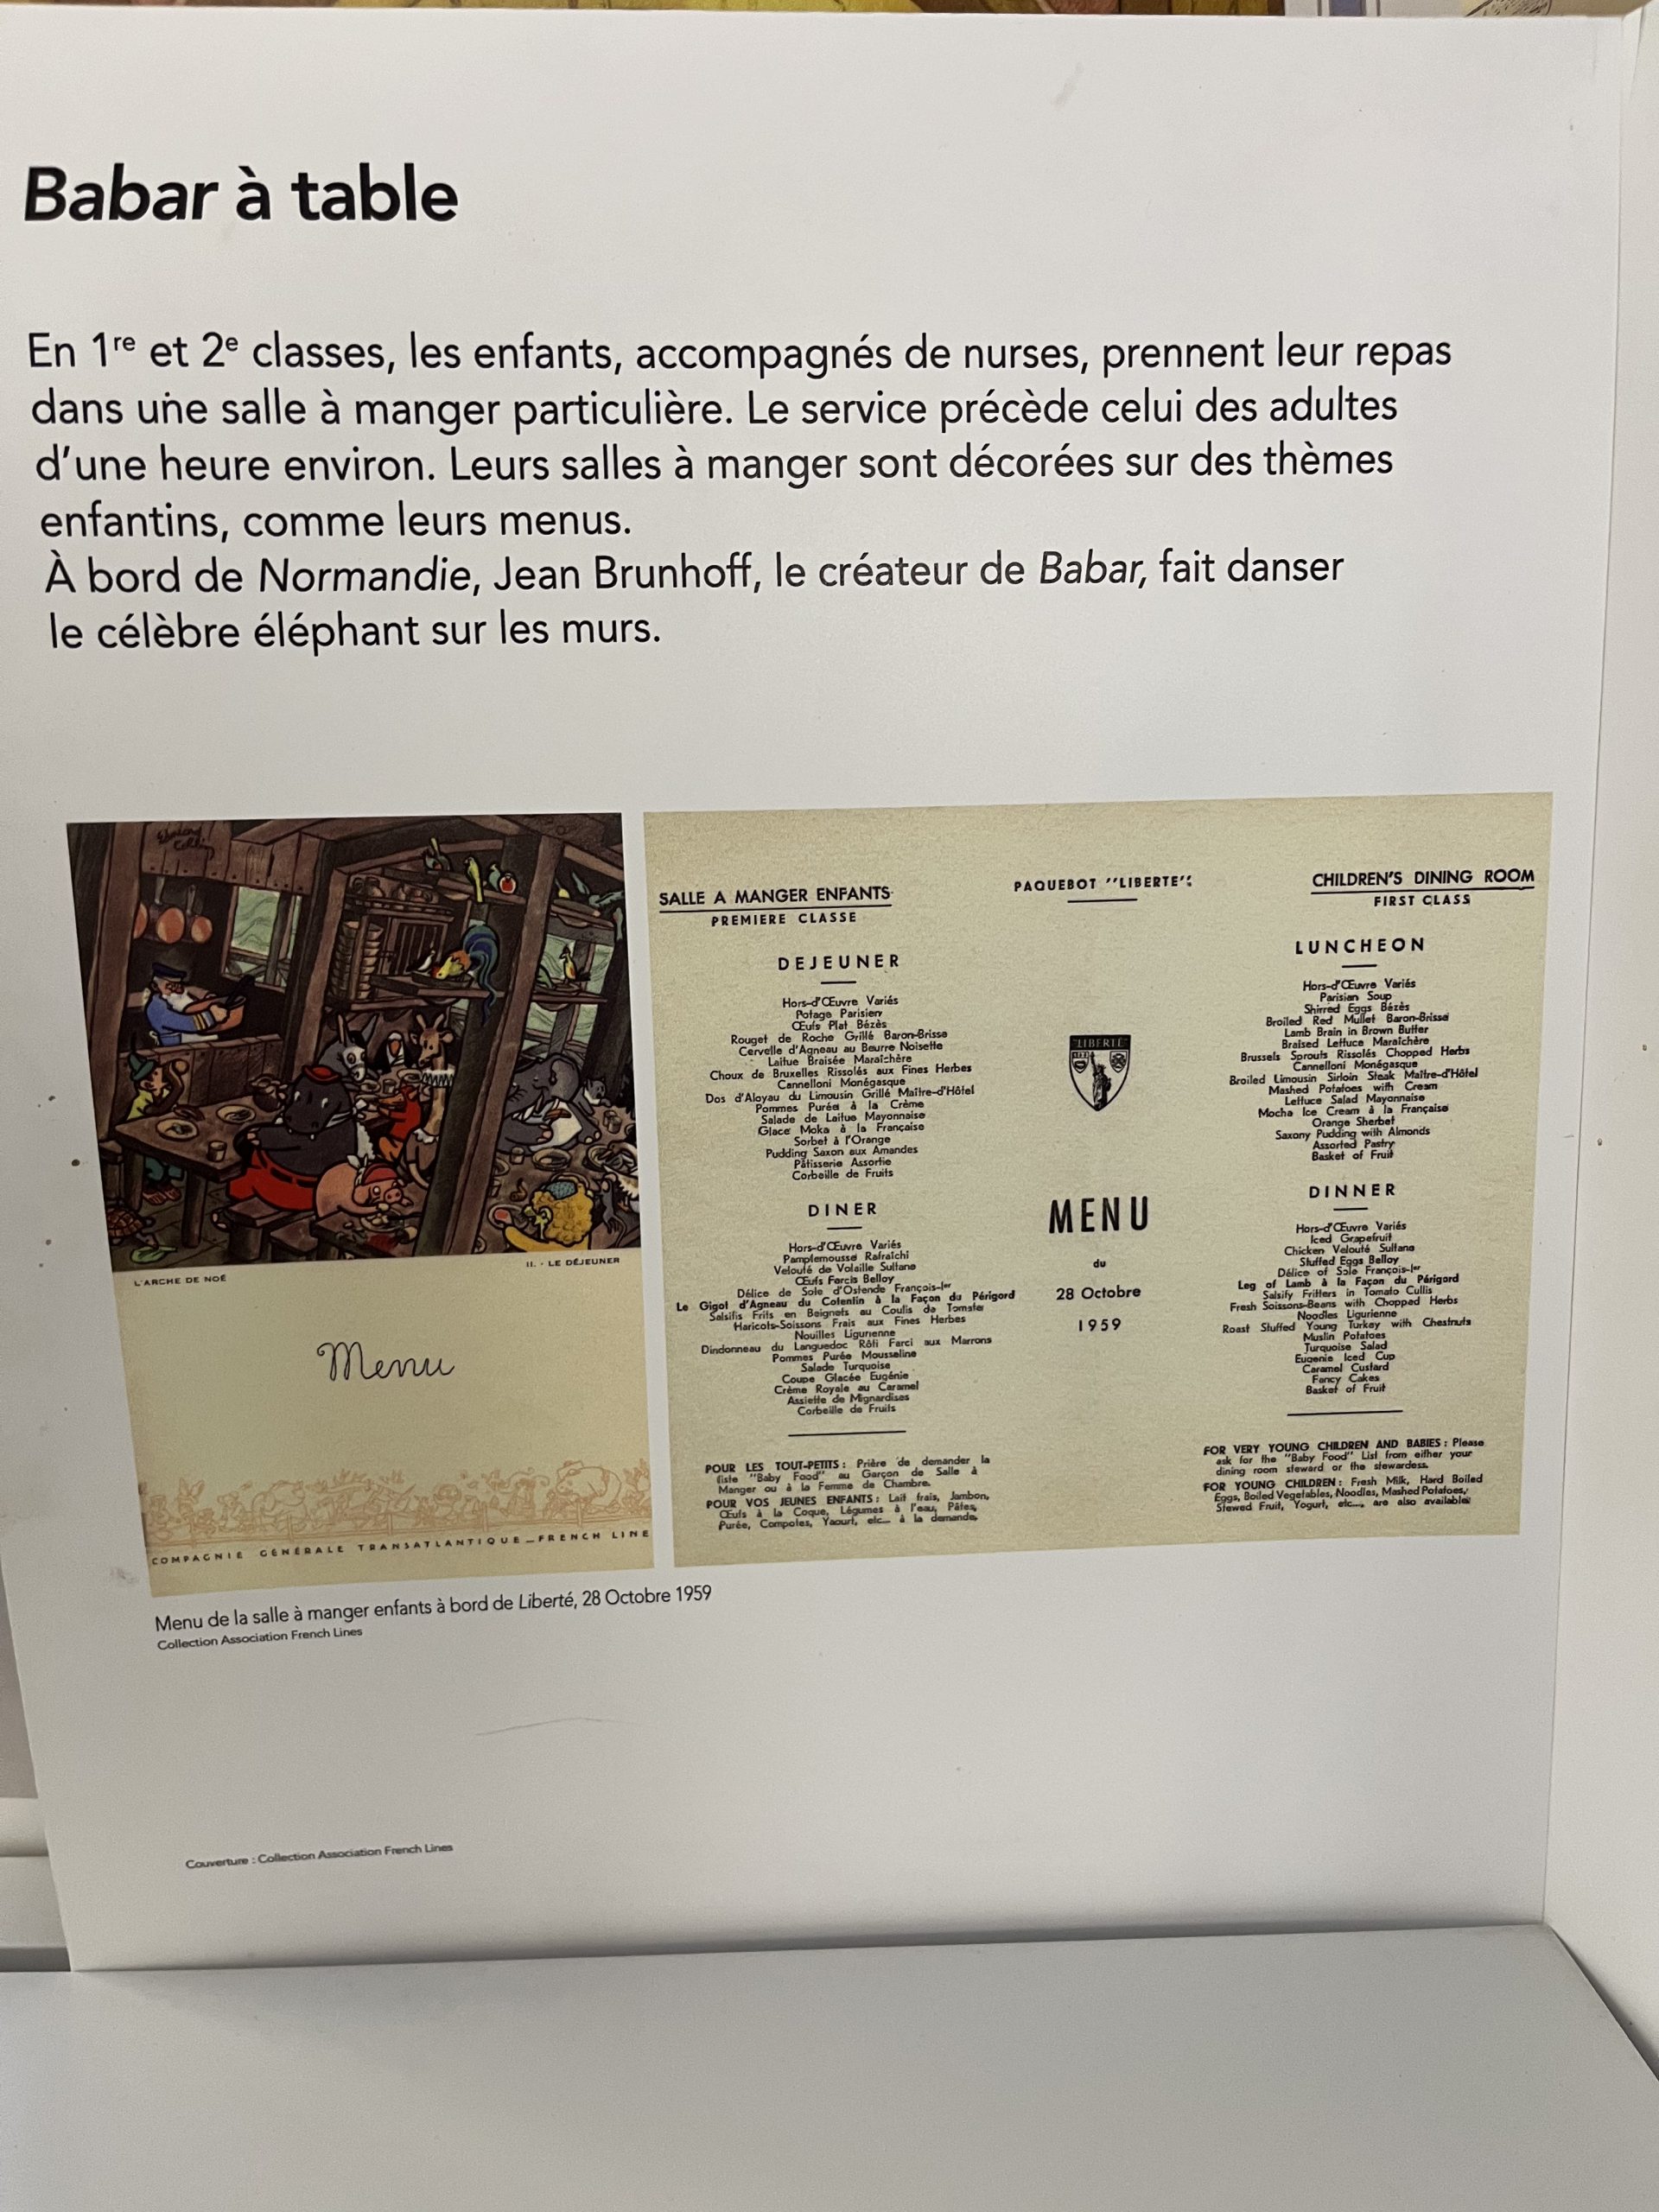 Babar à table
En 1re et 2e classes, les enfants, accompagnés de nurses, prennent leur repas
dans une salle à manger particulière. Le service précède celui des adultes
d'une heure environ. Leurs salles à manger sont décorées sur des thèmes
enfantins, comme leurs menus.
À bord de Normandie, Jean Brunhoff, le créateur de Babar, fait danser
le célèbre éléphant sur les murs.
L'ARCHE DE NOÉ
II. - LE DÉJEUNER
Menu
COMPAGNIE GÉNÉRALE TRANSATLANTIQUE_FRENCH LINE
SALLE A MANGER ENFANTS
PREMIERE CLASSE
DEJEUNER
Hors-d'Œuvre Variés
Potage Parisien
Œufs Plat Bézès
Rouget de Roche Grillé Baron-Brisse
Cervelle d'Agneau au Beurre Noisette
Laitue Braisée Maraîchère
Choux de Bruxelles Rissolés aux Fines Herbes
Cannelloni Monégasque
Dos d'Aloyau du Limousin Grillé Maître-d'Hôtel
Pommes Purée à la Crème
Salade de Laitue Mayonnaise
Glace Moka à la Française
Sorbet à l'Orange
Pudding Saxon aux Amandes
Pâtisserie Assortie
Corbeille de Fruits
DINER
Hors-d'Œuvre Variés
Pamplemousse Rafraîchi
Velouté de Volaille Sultane
Œufs Farcis Belloy
Délice de Sole d'Ostende François-Ier
Le Gigot d'Agneau du Cotentin à la Façon du Périgord
Salsifis Frits en Beignets au Coulis de Tomate
Haricots-Soissons Frais aux Fines Herbes
Nouilles Ligurienne
Dindonneau du Languedoc Rôti Farci aux Marrons
Pommes Purée Mousseline
Salade Turquoise
Coupe Glacée Eugénie
Crème Royale au Caramel
Assiette de Mignardises
Corbeille de Fruits
POUR LES TOUT-PETITS : Prière de demander la
liste "Baby Food" au Garçon de Salle à
Manger ou à la Femme de Chambre.
POUR VOS JEUNES ENFANTS : Lait frais, Jambon,
Œufs à la Coque, Légumes à l'eau, Pâtes,
Purée, Compotes, Yaourt, etc... à la demande.
PAQUEBOT "LIBERTE"
LIBERTÉ
MENU
du
28 Octobre
1959
CHILDREN'S DINING ROOM
FIRST CLASS
LUNCHEON
Hors-d'Œuvre Variés
Parisian Soup
Shirred Eggs Bézès
Broiled Red Mullet Baron-Brisse
Lamb Brain in Brown Butter
Braised Lettuce Maraîchère
Brussels Sprouts Rissolés Chopped Herbs
Cannelloni Monégasque
Broiled Limousin Sirloin Steak Maître-d'Hôtel
Mashed Potatoes with Cream
Lettuce Salad Mayonnaise
Mocha Ice Cream à la Française
Orange Sherbet
Saxony Pudding with Almonds
Assorted Pastry
Basket of Fruit
DINNER
Hors-d'Œuvre Variés
Iced Grapefruit
Chicken Velouté Sultane
Stuffed Eggs Belloy
Délice of Sole François-Ier
Leg of Lamb à la Façon du Périgord
Salsify Fritters in Tomato Cullis
Fresh Soissons-Beans with Chopped Herbs
Noodles Ligurienne
Roast Stuffed Young Turkey with Chestnuts
Muslin Potatoes
Turquoise Salad
Eugenie Iced Cup
Caramel Custard
Fancy Cakes
Basket of Fruit
FOR VERY YOUNG CHILDREN AND BABIES : Please
ask for the "Baby Food" List from either your
dining room steward or the stewardess.
FOR YOUNG CHILDREN : Fresh Milk, Hard Boiled
Eggs, Boiled Vegetables, Noodles, Mashed Potatoes,
Stewed Fruit, Yogurt, etc..., are also available.
Menu de la salle à manger enfants à bord de Liberté, 28 Octobre 1959
Collection Association French Lines
Couverture : Collection Association French Lines